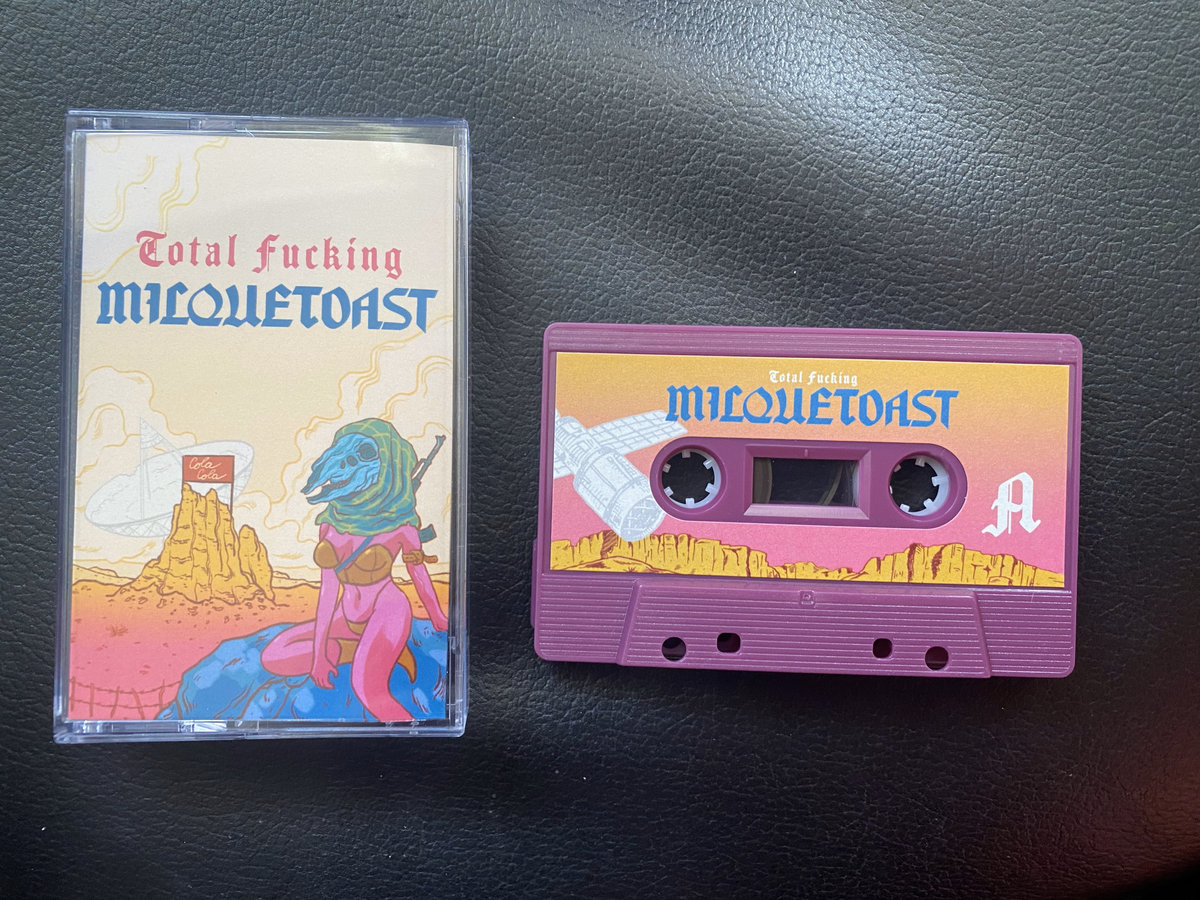 Total Fucking
MILQUETOAST
Cola
Cola
Total Fucking
MILQUETOAST
A